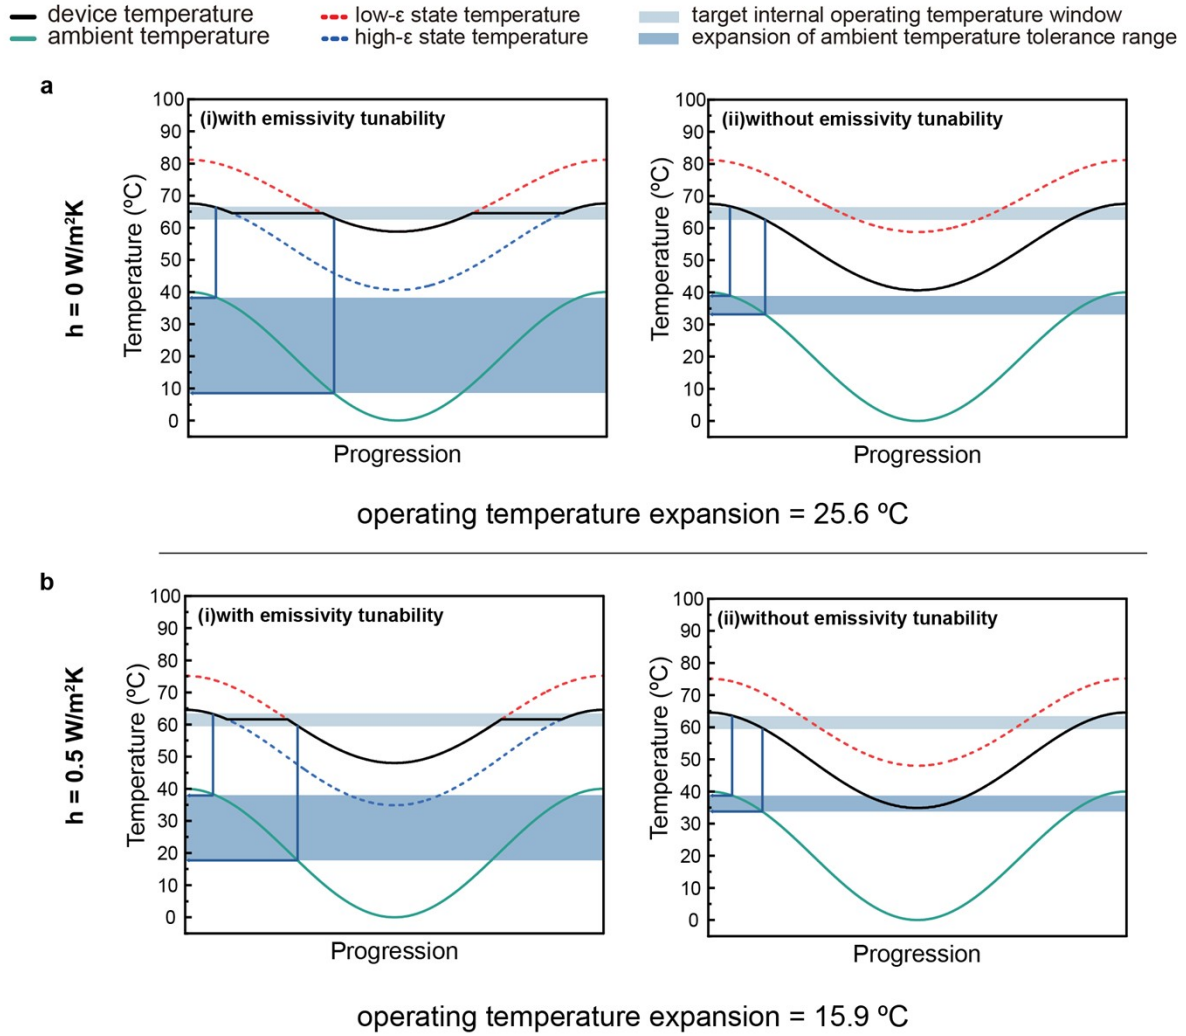 device temperature
ambient temperature
low-ε state temperature
high-ε state temperature
target internal operating temperature window
expansion of ambient temperature tolerance range
a
h = 0 W/m²K
(i)with emissivity tunability
Temperature (ºC)
100
90
80
70
60
50
40
30
20
10
0
Progression
(ii)without emissivity tunability
Temperature (ºC)
100
90
80
70
60
50
40
30
20
10
0
Progression
operating temperature expansion = 25.6 ºC
b
h = 0.5 W/m²K
(i)with emissivity tunability
Temperature (ºC)
100
90
80
70
60
50
40
30
20
10
0
Progression
(ii)without emissivity tunability
Temperature (ºC)
100
90
80
70
60
50
40
30
20
10
0
Progression
operating temperature expansion = 15.9 ºC